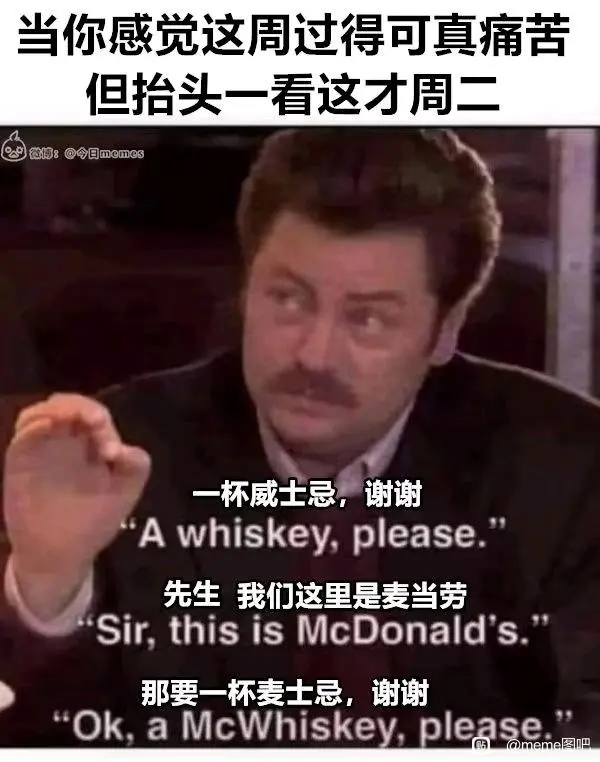 当你感觉这周过得可真痛苦
但抬头一看这才周二
微博：@今日memes
一杯威士忌，谢谢
“A whiskey, please.”
先生 我们这里是麦当劳
“Sir, this is McDonald’s.”
那要一杯麦士忌，谢谢
“Ok, a McWhiskey, please.”
贴 @meme图吧